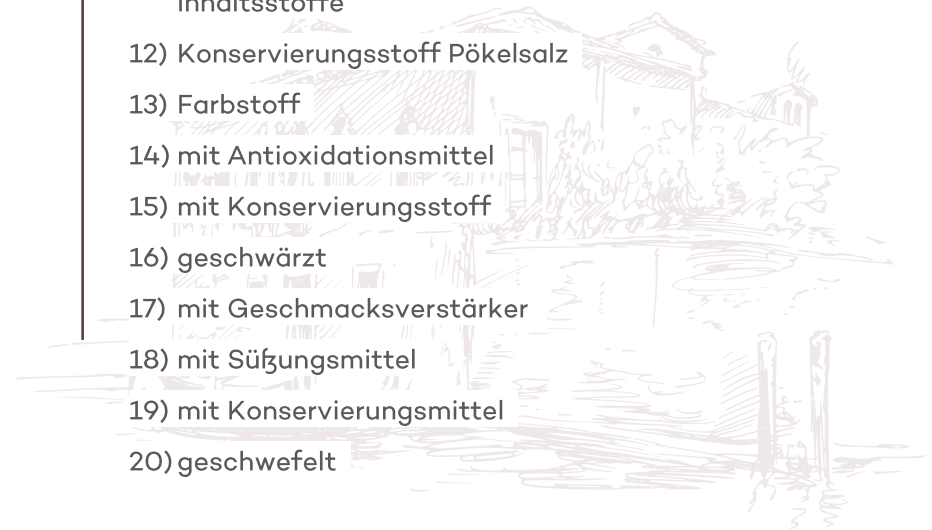 Inhaltsstoffe
12) Konservierungsstoff Pökelsalz
13) Farbstoff
14) mit Antioxidationsmittel
15) mit Konservierungsstoff
16) geschwärzt
17) mit Geschmacksverstärker
18) mit Süßungsmittel
19) mit Konservierungsmittel
20) geschwefelt